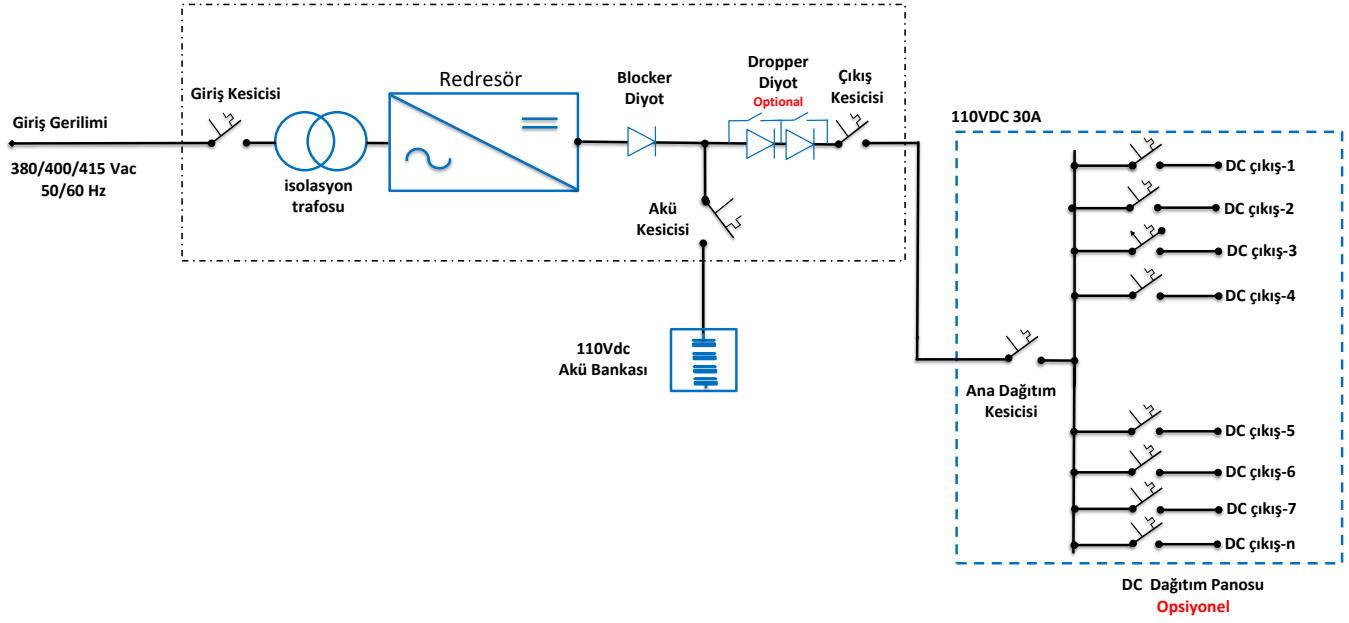 Giriş Gerilimi
380/400/415 Vac
50/60 Hz
Giriş Kesicisi
isolasyon
trafosu
Redresör
Blocker
Diyot
Dropper
Diyot
Optional
Çıkış
Kesicisi
Akü
Kesicisi
110Vdc
Akü Bankası
110VDC 30A
DC çıkış-1
DC çıkış-2
DC çıkış-3
DC çıkış-4
Ana Dağıtım
Kesicisi
DC çıkış-5
DC çıkış-6
DC çıkış-7
DC çıkış-n
DC Dağıtım Panosu
Opsiyonel